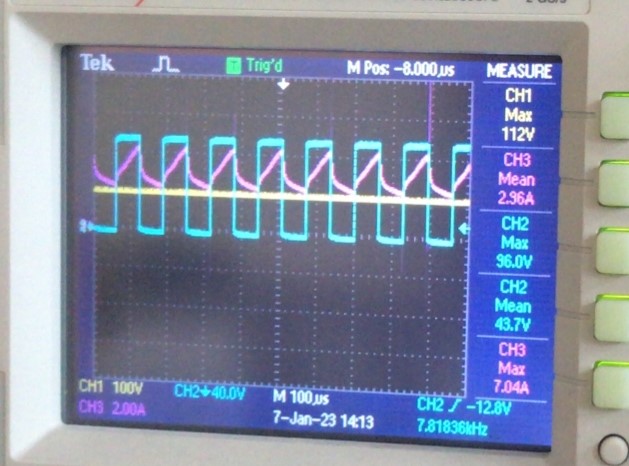 Tek
T Trig'd
M Pos: -8.000µs
MEASURE
CH1
Max
112V
CH3
Mean
2.96A
CH2
Max
96.0V
CH2
Mean
43.7V
CH3
Max
7.04A
2
CH1 100V
CH2 40.0V
M 100µs
CH2 / -12.8V
CH3 2.00A
7-Jan-23 14:13
7.81836kHz